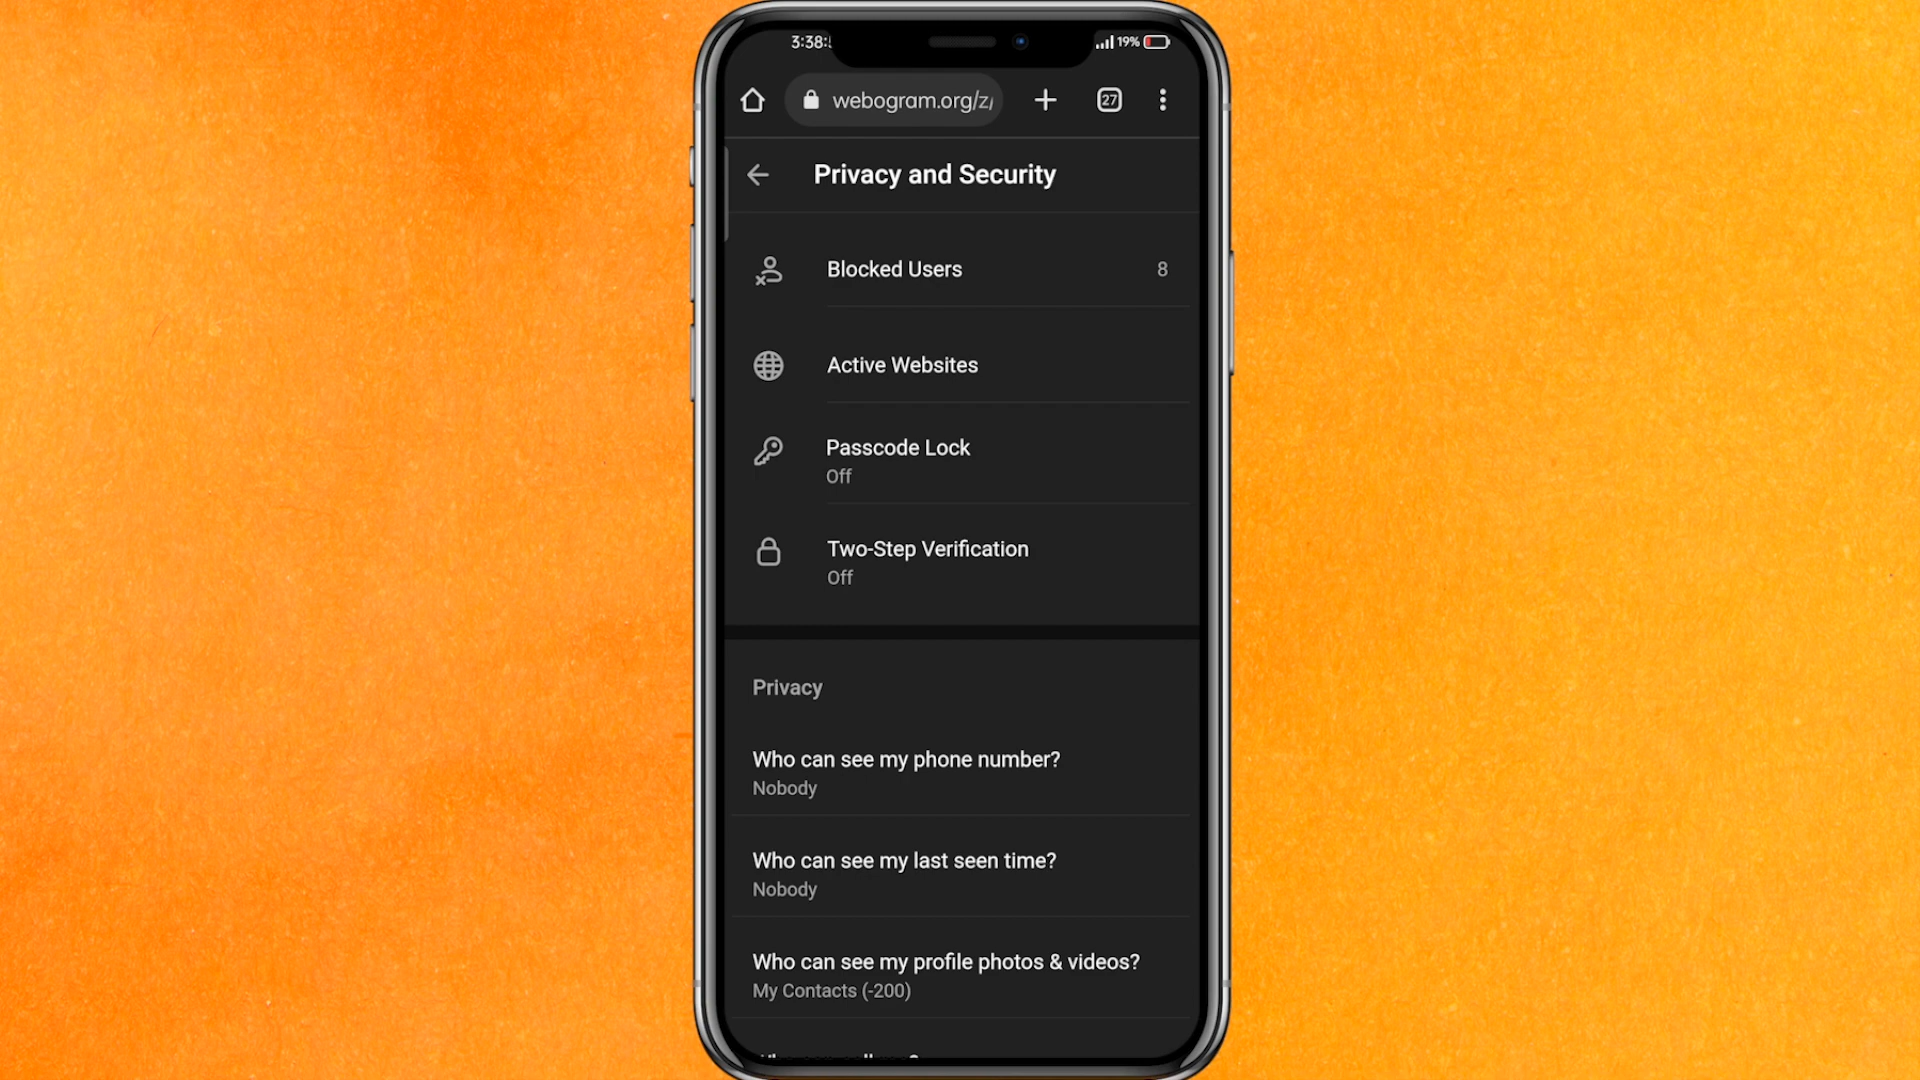 3:38:
19%
webogram.org/z/
27
Privacy and Security
Blocked Users
8
Active Websites
Passcode Lock
Off
Two-Step Verification
Off
Privacy
Who can see my phone number?
Nobody
Who can see my last seen time?
Nobody
Who can see my profile photos & videos?
My Contacts (-200)